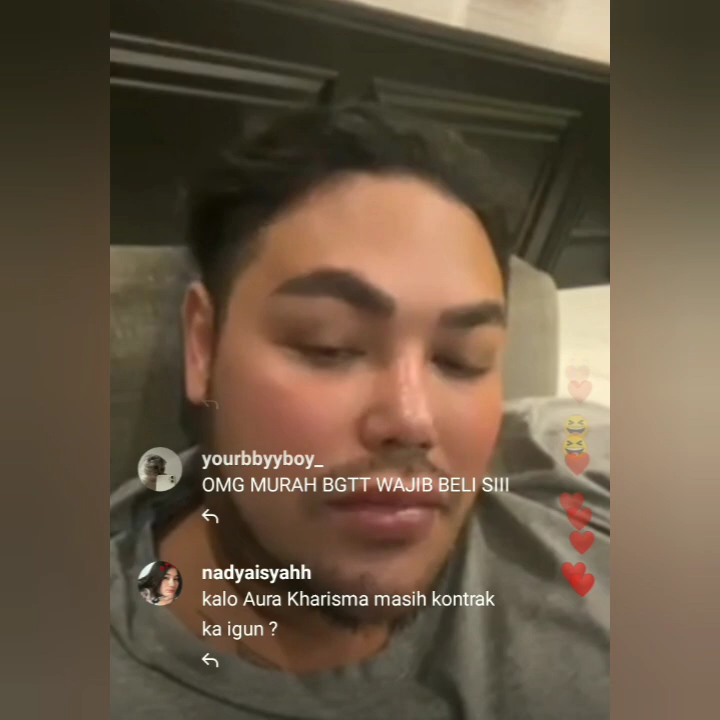 yourbbyyboy_
OMG MURAH BGTT WAJIB BELI SIII
nadyaisyahh
kalo Aura Kharisma masih kontrak
ka igun ?